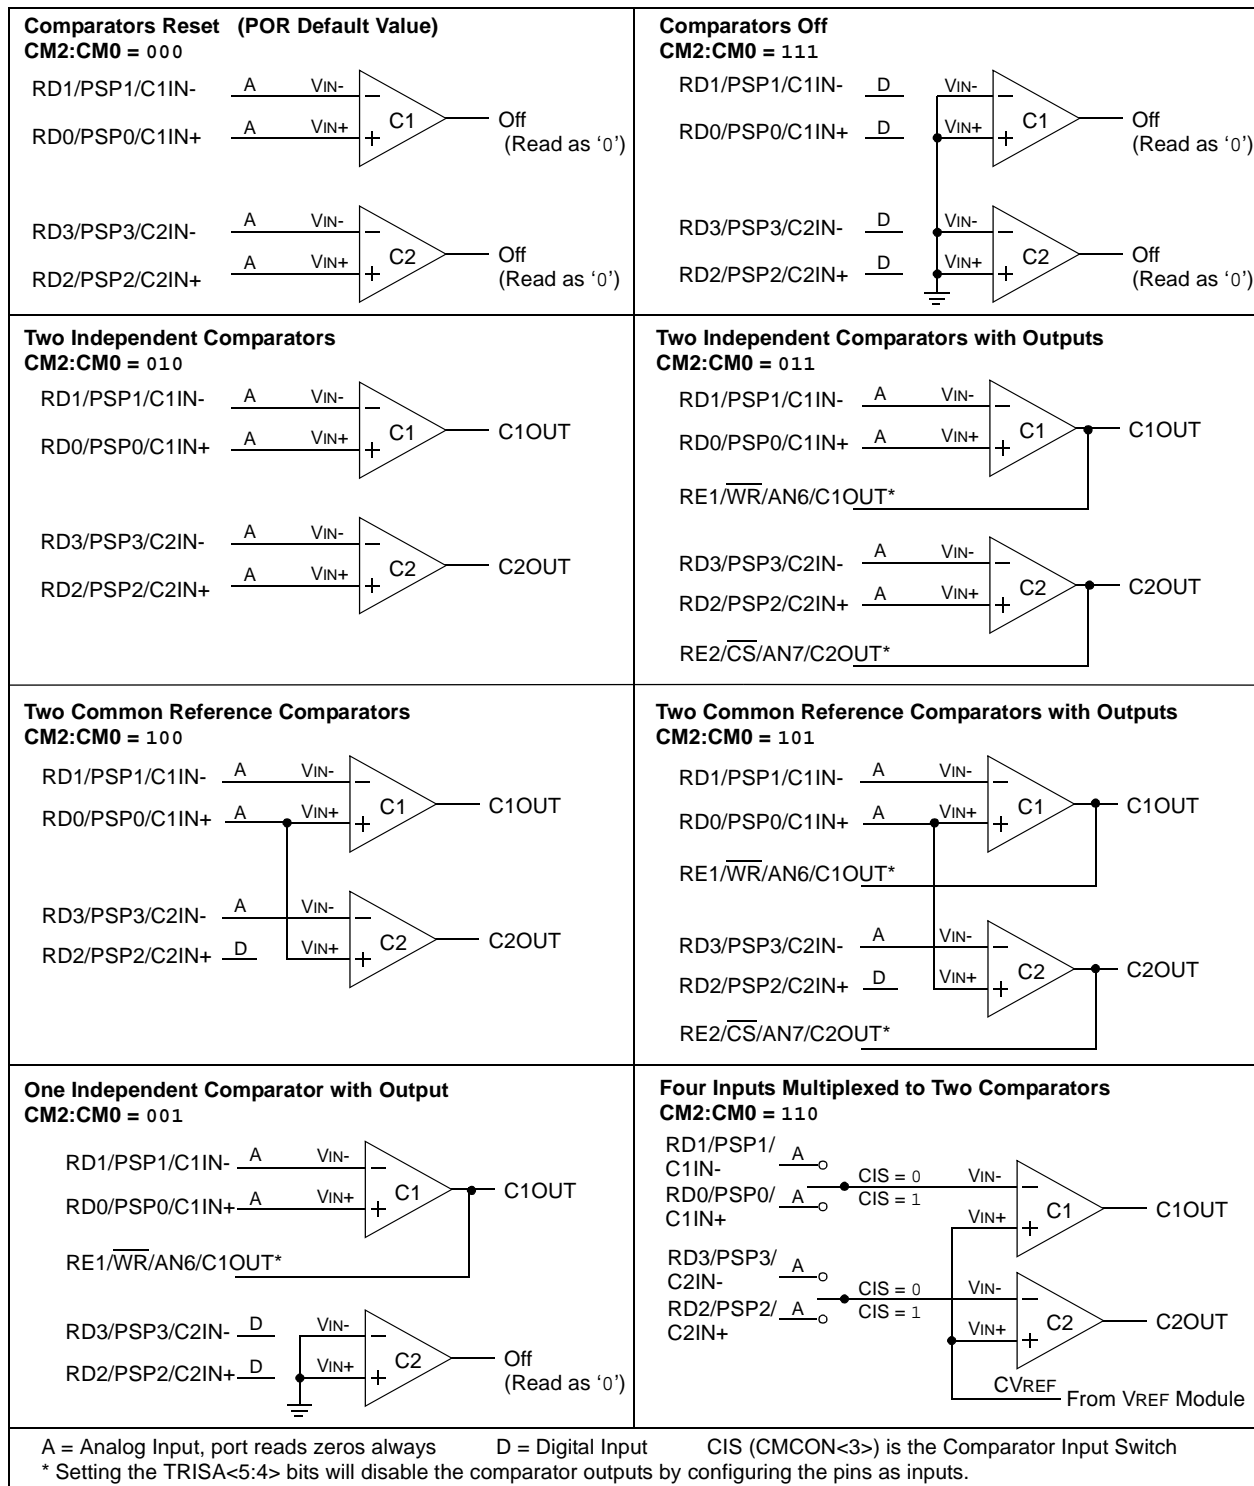 Comparators Reset (POR Default Value)
CM2:CM0 = 000
RD1/PSP1/C1IN- A VIN- −
RD0/PSP0/C1IN+ A VIN+ + C1 Off
(Read as ‘0’)
RD3/PSP3/C2IN- A VIN- −
RD2/PSP2/C2IN+ A VIN+ + C2 Off
(Read as ‘0’)
Comparators Off
CM2:CM0 = 111
RD1/PSP1/C1IN- D VIN- −
RD0/PSP0/C1IN+ D VIN+ + C1 Off
(Read as ‘0’)
RD3/PSP3/C2IN- D VIN- −
RD2/PSP2/C2IN+ D VIN+ + C2 Off
(Read as ‘0’)
Two Independent Comparators
CM2:CM0 = 010
RD1/PSP1/C1IN- A VIN- −
RD0/PSP0/C1IN+ A VIN+ + C1 C1OUT
RD3/PSP3/C2IN- A VIN- −
RD2/PSP2/C2IN+ A VIN+ + C2 C2OUT
Two Independent Comparators with Outputs
CM2:CM0 = 011
RD1/PSP1/C1IN- A VIN- −
RD0/PSP0/C1IN+ A VIN+ + C1 C1OUT
RE1/W̅R̅/AN6/C1OUT*
RD3/PSP3/C2IN- A VIN- −
RD2/PSP2/C2IN+ A VIN+ + C2 C2OUT
RE2/C̅S̅/AN7/C2OUT*
Two Common Reference Comparators
CM2:CM0 = 100
RD1/PSP1/C1IN- A VIN- −
RD0/PSP0/C1IN+ A VIN+ + C1 C1OUT
RD3/PSP3/C2IN- A VIN- −
RD2/PSP2/C2IN+ D VIN+ + C2 C2OUT
Two Common Reference Comparators with Outputs
CM2:CM0 = 101
RD1/PSP1/C1IN- A VIN- −
RD0/PSP0/C1IN+ A VIN+ + C1 C1OUT
RE1/W̅R̅/AN6/C1OUT*
RD3/PSP3/C2IN- A VIN- −
RD2/PSP2/C2IN+ D VIN+ + C2 C2OUT
RE2/C̅S̅/AN7/C2OUT*
One Independent Comparator with Output
CM2:CM0 = 001
RD1/PSP1/C1IN- A VIN- −
RD0/PSP0/C1IN+ A VIN+ + C1 C1OUT
RE1/W̅R̅/AN6/C1OUT*
RD3/PSP3/C2IN- D VIN- −
RD2/PSP2/C2IN+ D VIN+ + C2 Off
(Read as ‘0’)
Four Inputs Multiplexed to Two Comparators
CM2:CM0 = 110
RD1/PSP1/
C1IN- A
CIS = 0 VIN- −
RD0/PSP0/
C1IN+ A
CIS = 1
VIN+ + C1 C1OUT
RD3/PSP3/
C2IN- A
CIS = 0 VIN- −
RD2/PSP2/
C2IN+ A
CIS = 1
VIN+ + C2 C2OUT
CVREF
From VREF Module
A = Analog Input, port reads zeros always D = Digital Input CIS (CMCON<3>) is the Comparator Input Switch
* Setting the TRISA<5:4> bits will disable the comparator outputs by configuring the pins as inputs.